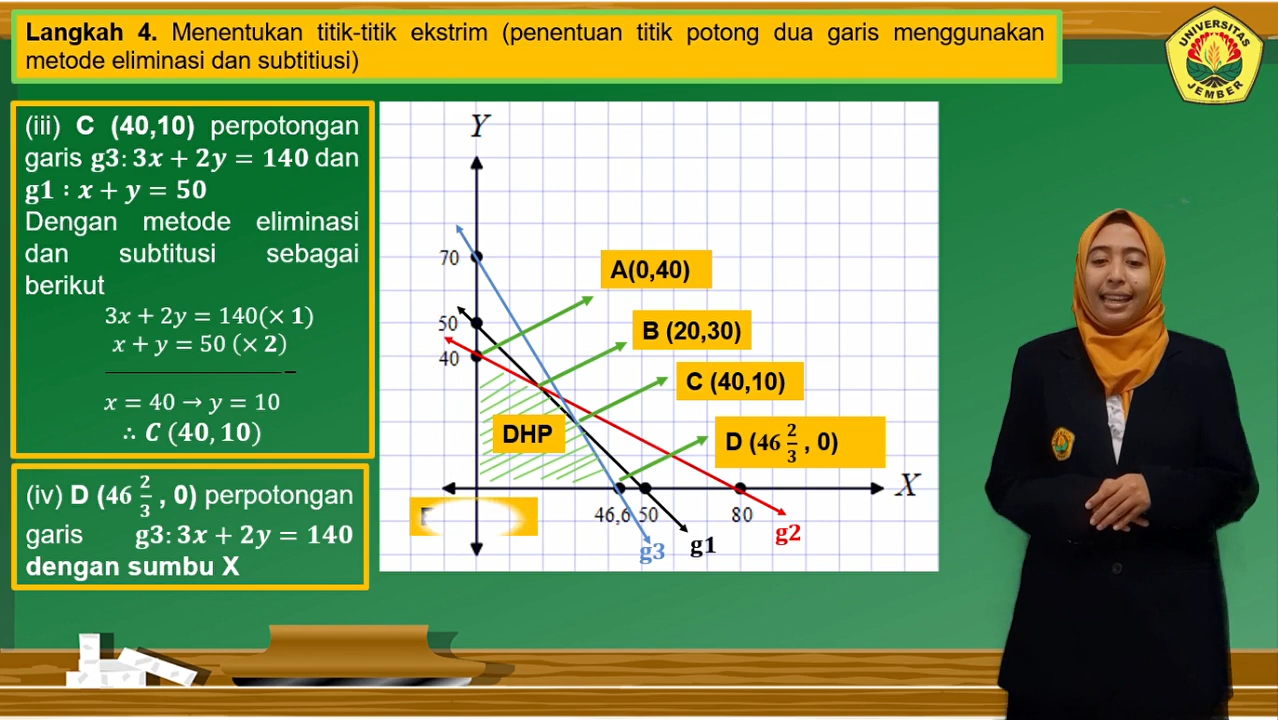 Langkah 4. Menentukan titik-titik ekstrim (penentuan titik potong dua garis menggunakan
metode eliminasi dan subtitiusi)
UNIVERSITAS
JEMBER
(iii) C (40,10) perpotongan
garis g3: 3x + 2y = 140 dan
g1 : x + y = 50
Dengan metode eliminasi
dan subtitusi sebagai
berikut
3x + 2y = 140(× 1)
x + y = 50 (× 2)
−
x = 40 → y = 10
∴ C (40, 10)
(iv) D (46 2/3 , 0) perpotongan
garis g3: 3x + 2y = 140
dengan sumbu X
Y
70
50
40
A(0,40)
B (20,30)
C (40,10)
D (46 2/3 , 0)
DHP
X
46,6 50 80
g3 g1 g2